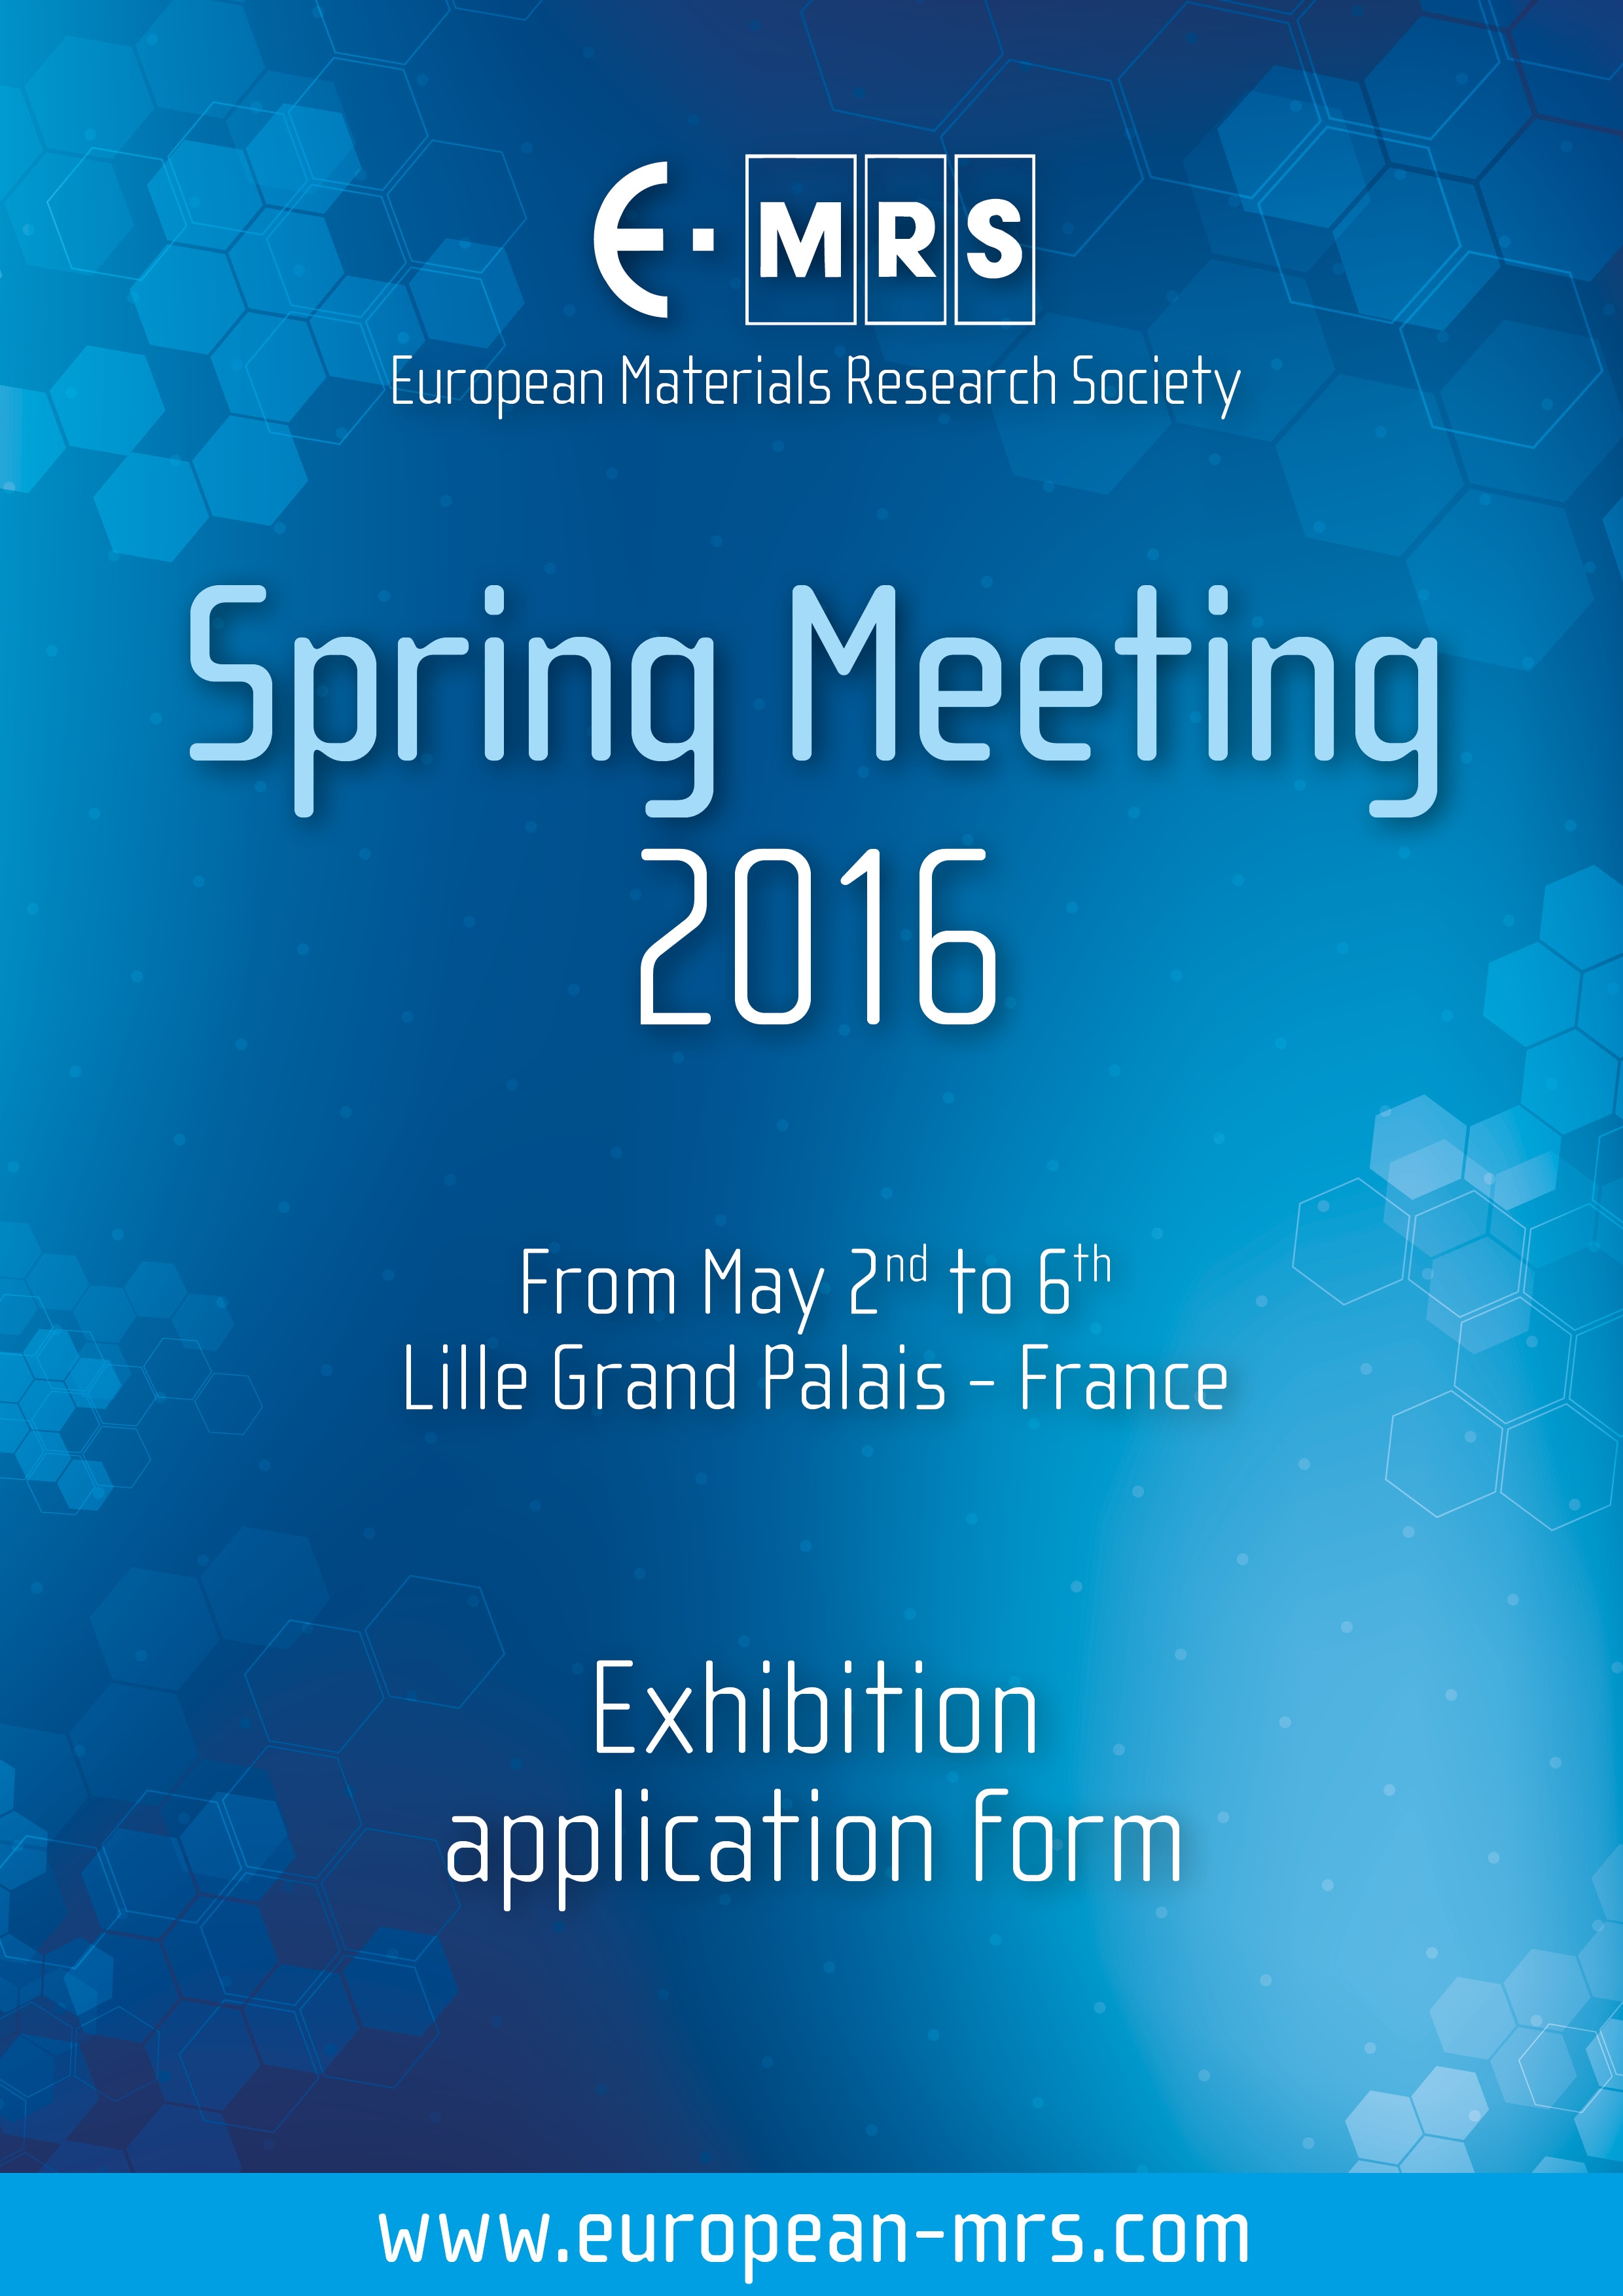 E·MRS
European Materials Research Society
Spring Meeting
2016
From May 2nd to 6th
Lille Grand Palais - France
Exhibition
application form
www.european-mrs.com